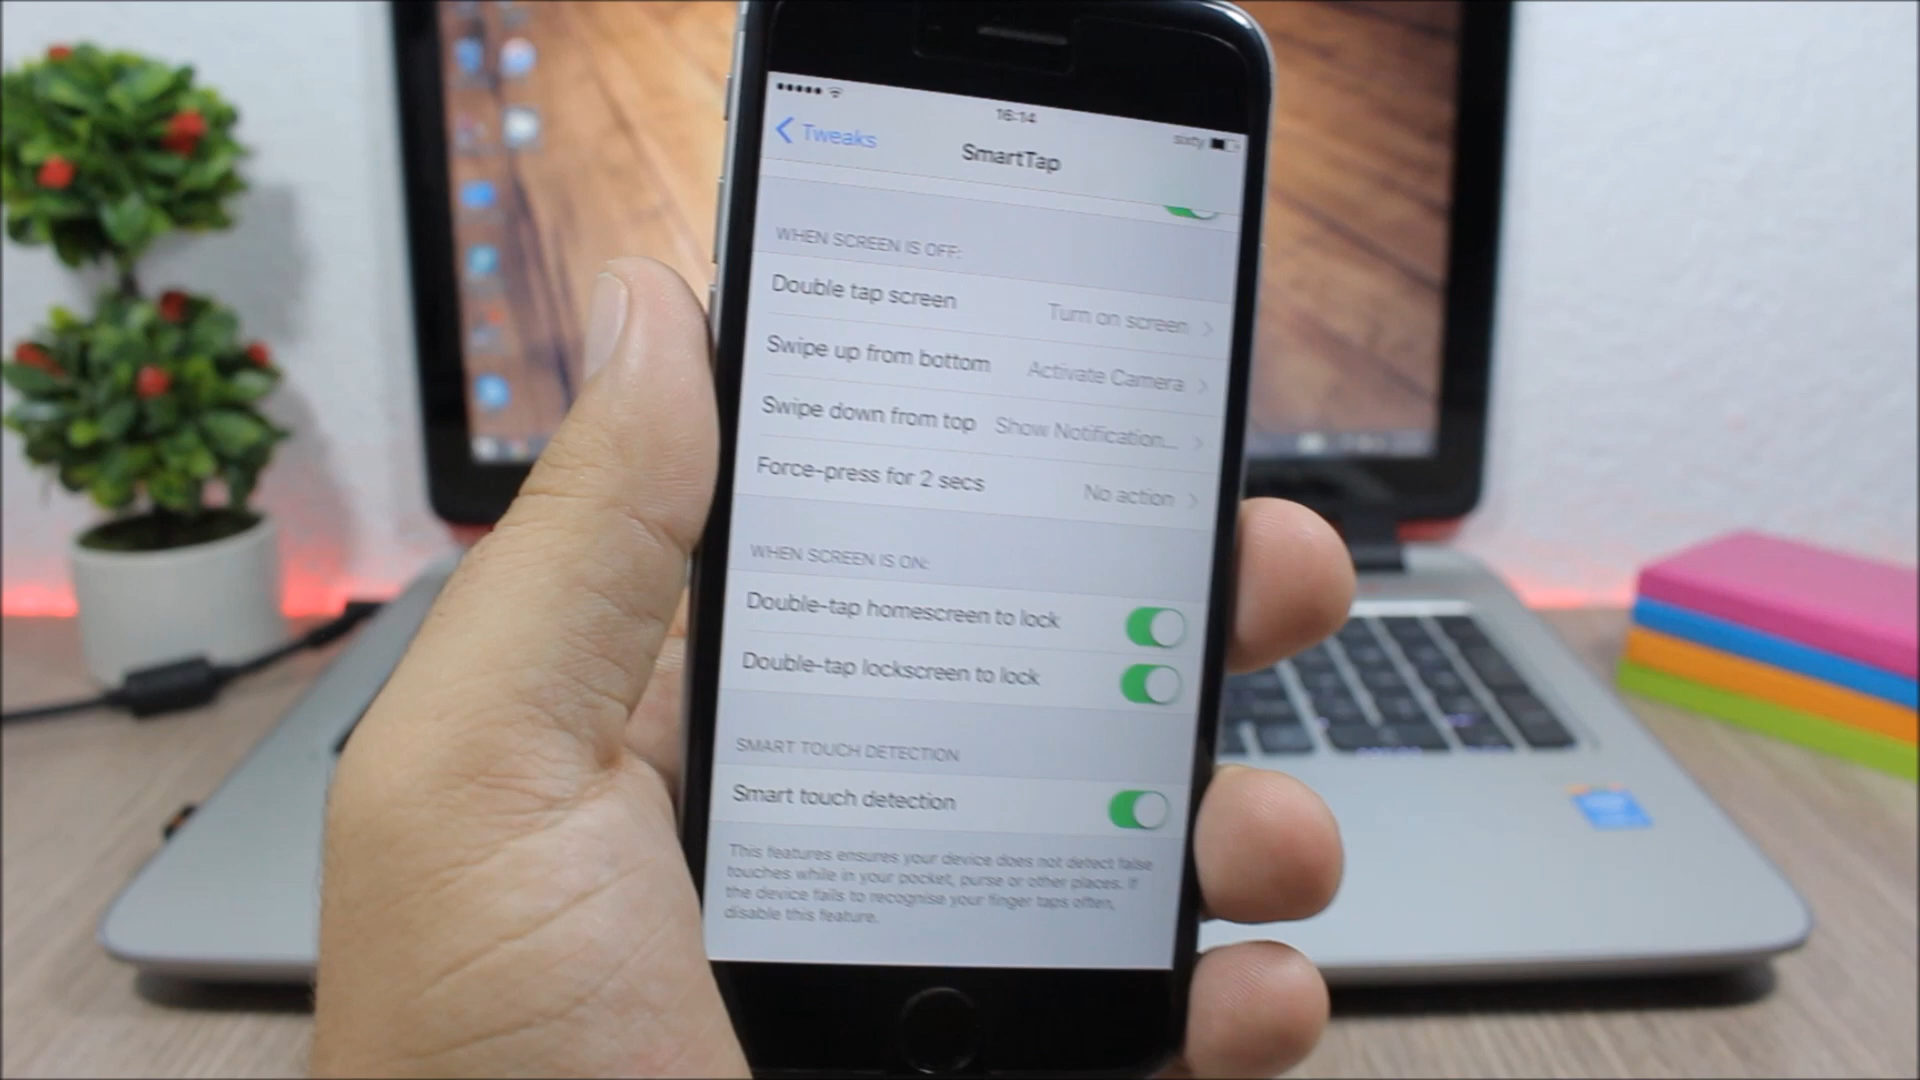 16:14
sixty
Tweaks
SmartTap
WHEN SCREEN IS OFF:
Double tap screen Turn on screen
Swipe up from bottom Activate Camera
Swipe down from top Show Notification...
Force-press for 2 secs No action
WHEN SCREEN IS ON:
Double-tap homescreen to lock
Double-tap lockscreen to lock
SMART TOUCH DETECTION
Smart touch detection
This features ensures your device does not detect false
touches while in your pocket, purse or other places. If
the device fails to recognise your finger taps often,
disable this feature.